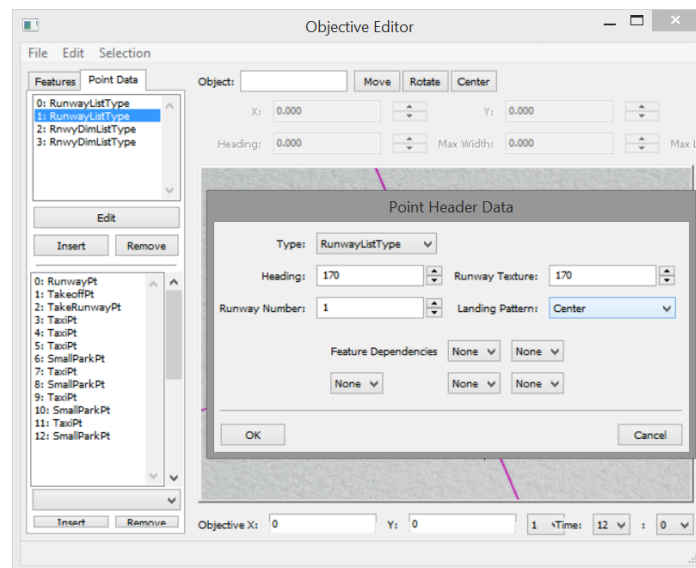 Objective Editor
File Edit Selection
Features Point Data
Object: Move Rotate Center
0: RunwayListType
1: RunwayListType
2: RnwyDimListType
3: RnwyDimListType
X: 0.000 Y: 0.000
Heading: 0.000 Max Width: 0.000 Max
Edit
Insert Remove
Point Header Data
Type: RunwayListType
Heading: 170 Runway Texture: 170
Runway Number: 1 Landing Pattern: Center
Feature Dependencies None None
None None None
OK Cancel
0: RunwayPt
1: TakeoffPt
2: TakeRunwayPt
3: TaxiPt
4: TaxiPt
5: TaxiPt
6: SmallParkPt
7: TaxiPt
8: SmallParkPt
9: TaxiPt
10: SmallParkPt
11: TaxiPt
12: SmallParkPt
Insert Remove
Objective X: 0 Y: 0 1 Time: 12 : 0